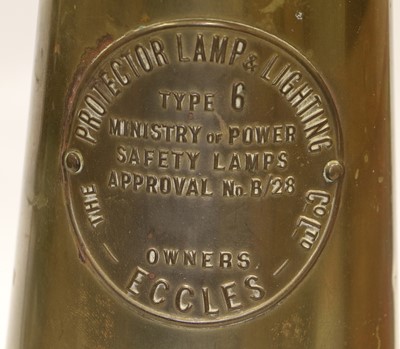 THE PROTECTOR LAMP & LIGHTING Co LTD
TYPE 6
MINISTRY OF POWER
SAFETY LAMPS
APPROVAL No. B/28
OWNERS.
— ECCLES —